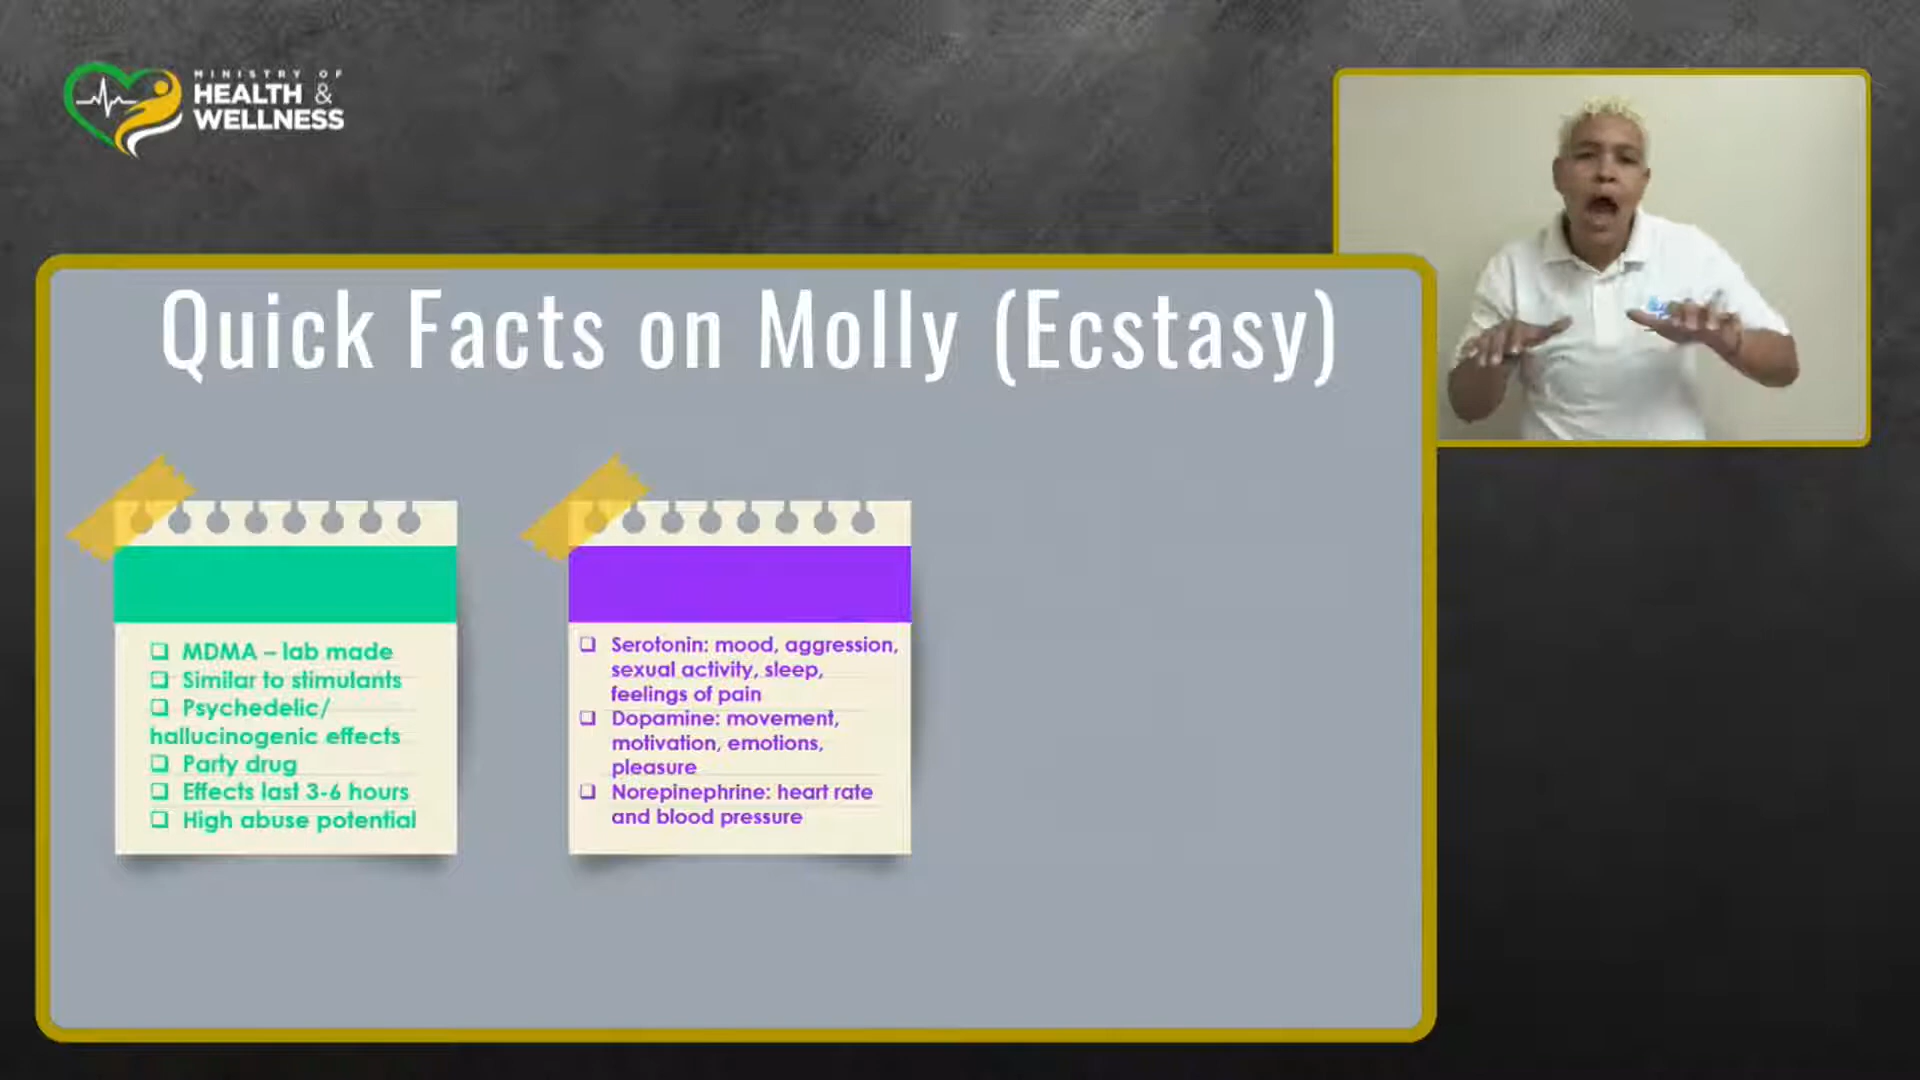 MINISTRY OF
HEALTH &
WELLNESS
Quick Facts on Molly (Ecstasy)
❑ MDMA – lab made
❑ Similar to stimulants
❑ Psychedelic/
hallucinogenic effects
❑ Party drug
❑ Effects last 3-6 hours
❑ High abuse potential
❑ Serotonin: mood, aggression,
sexual activity, sleep,
feelings of pain
❑ Dopamine: movement,
motivation, emotions,
pleasure
❑ Norepinephrine: heart rate
and blood pressure